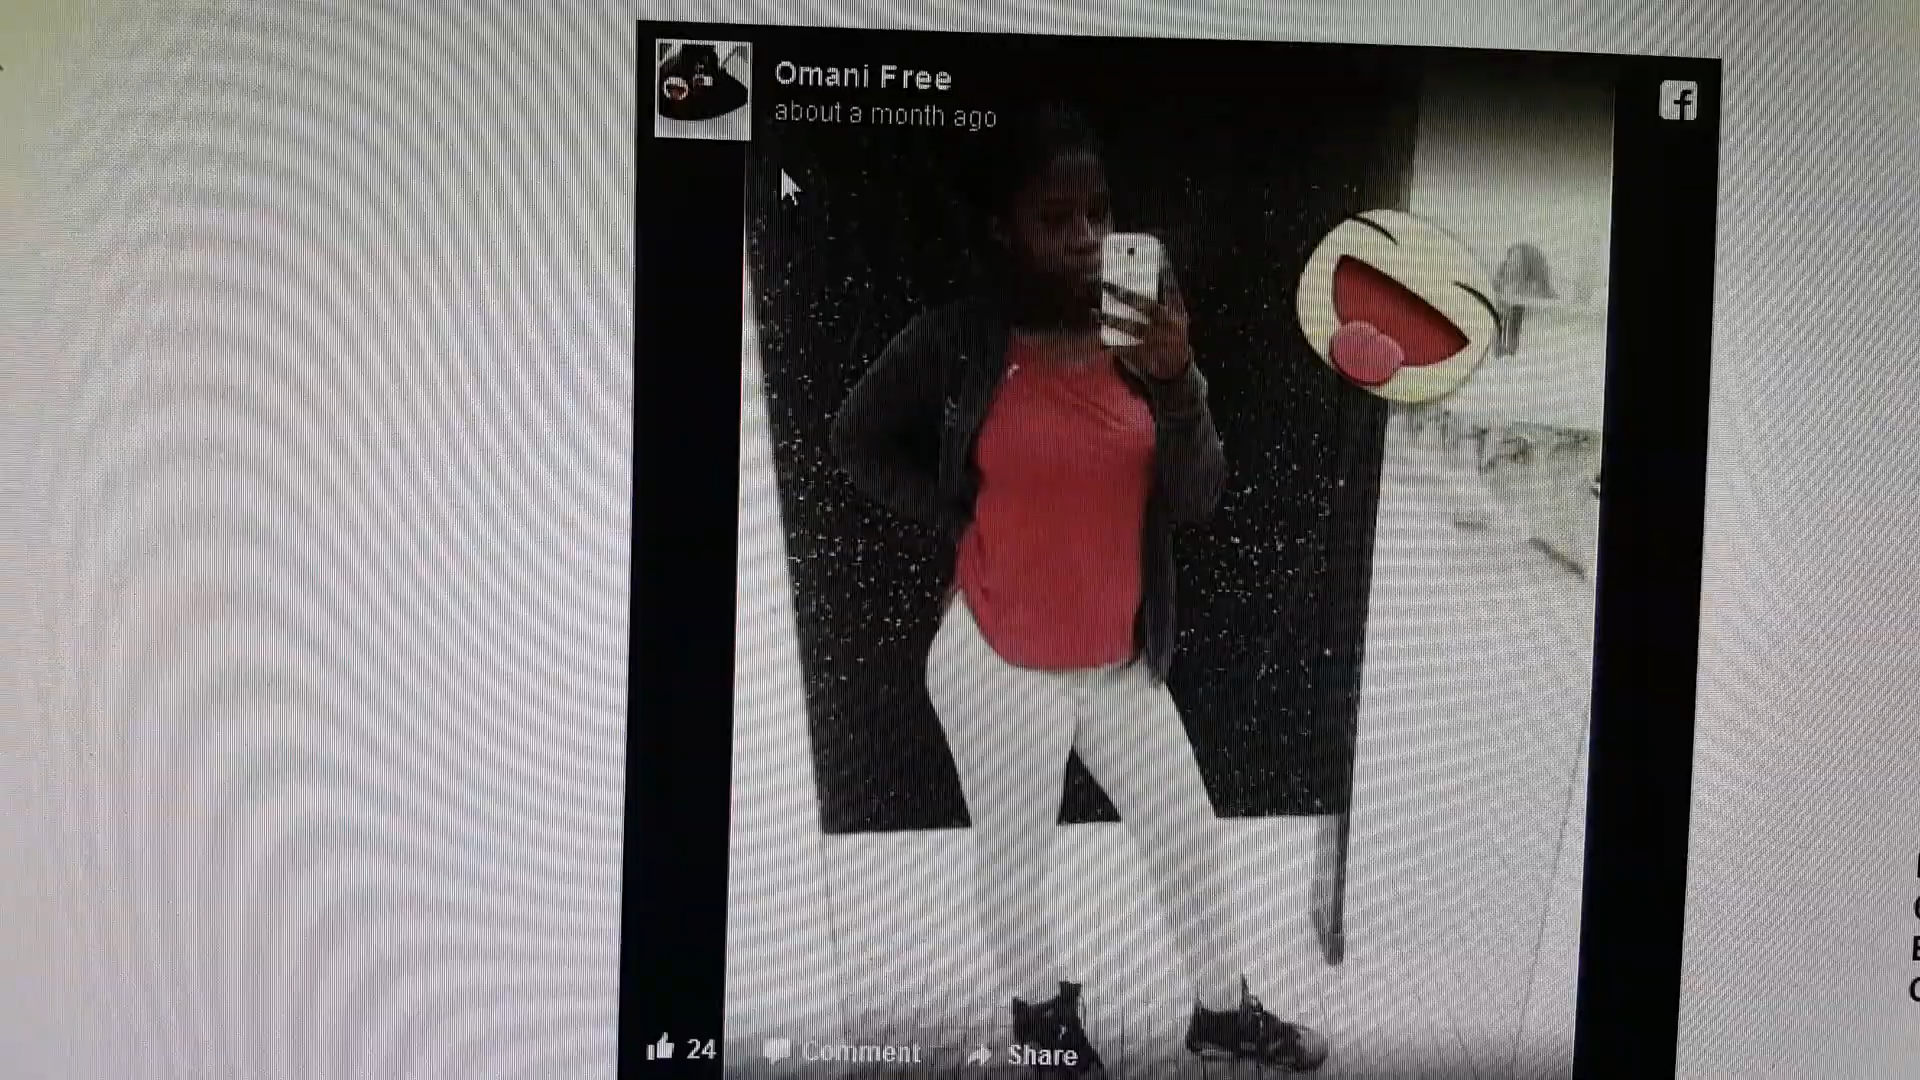 Omani Free
about a month ago
24
Comment
Share